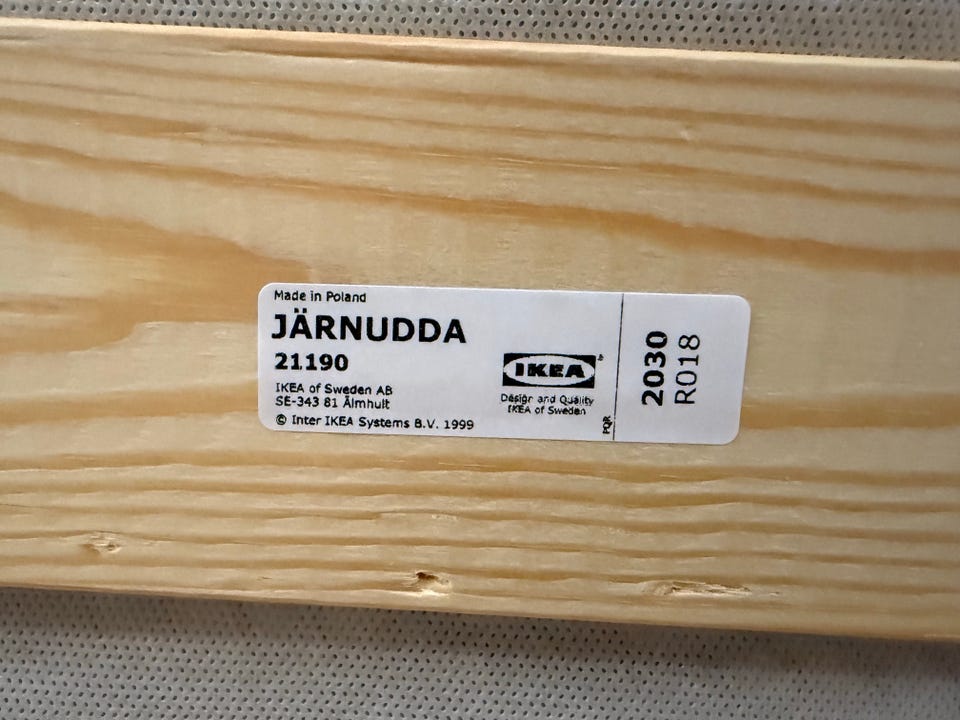 Made in Poland
JÄRNUDDA
21190
IKEA of Sweden AB
SE-343 81 Älmhult
© Inter IKEA Systems B.V. 1999
IKEA®
Design and Quality
IKEA of Sweden
PQR
2030
R018